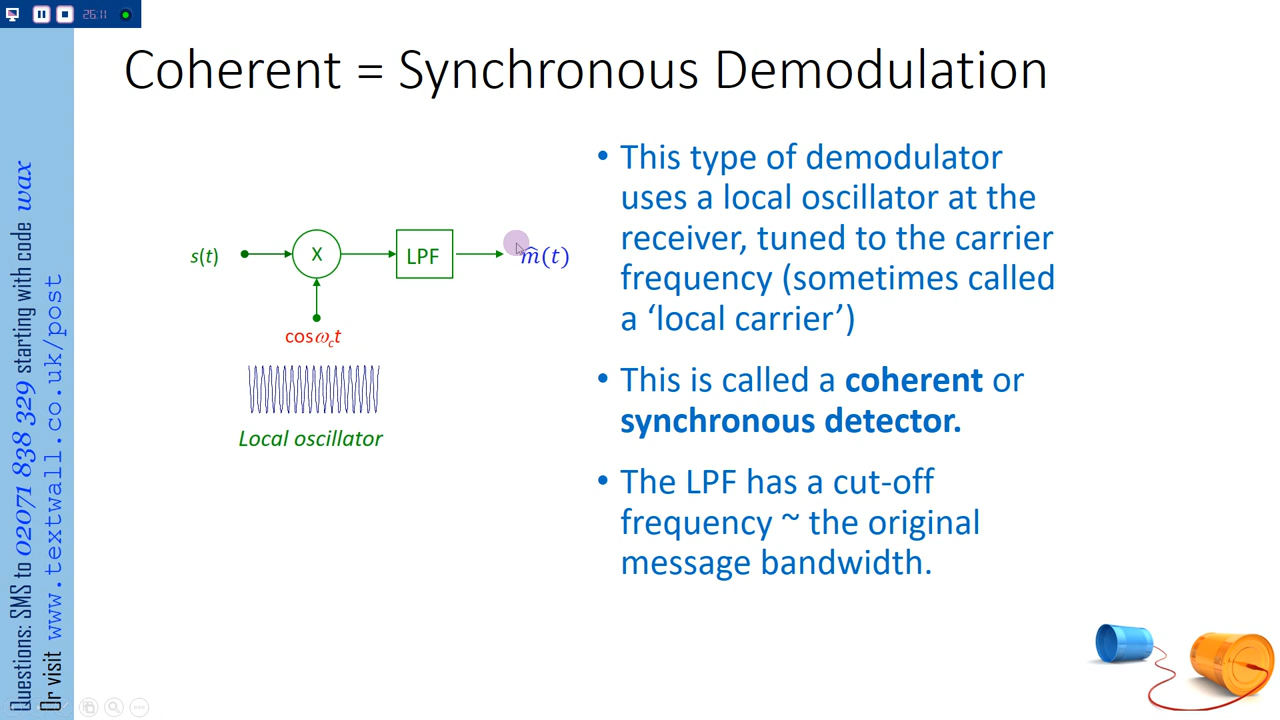 26:11
Coherent = Synchronous Demodulation
s(t)
X
LPF
m̂(t)
cosω_ct
Local oscillator
• This type of demodulator
uses a local oscillator at the
receiver, tuned to the carrier
frequency (sometimes called
a ‘local carrier’)
• This is called a coherent or
synchronous detector.
• The LPF has a cut-off
frequency ~ the original
message bandwidth.
Questions: SMS to 02071 838 329 starting with code wax
Or visit www.textwall.co.uk/post